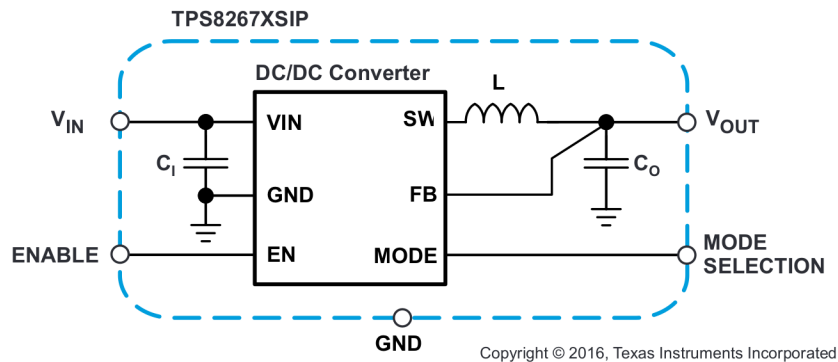 TPS8267XSIP
DC/DC Converter
L
VIN
VIN
SW
VOUT
CI
CO
GND
FB
ENABLE
EN
MODE
MODE
SELECTION
GND
Copyright © 2016, Texas Instruments Incorporated